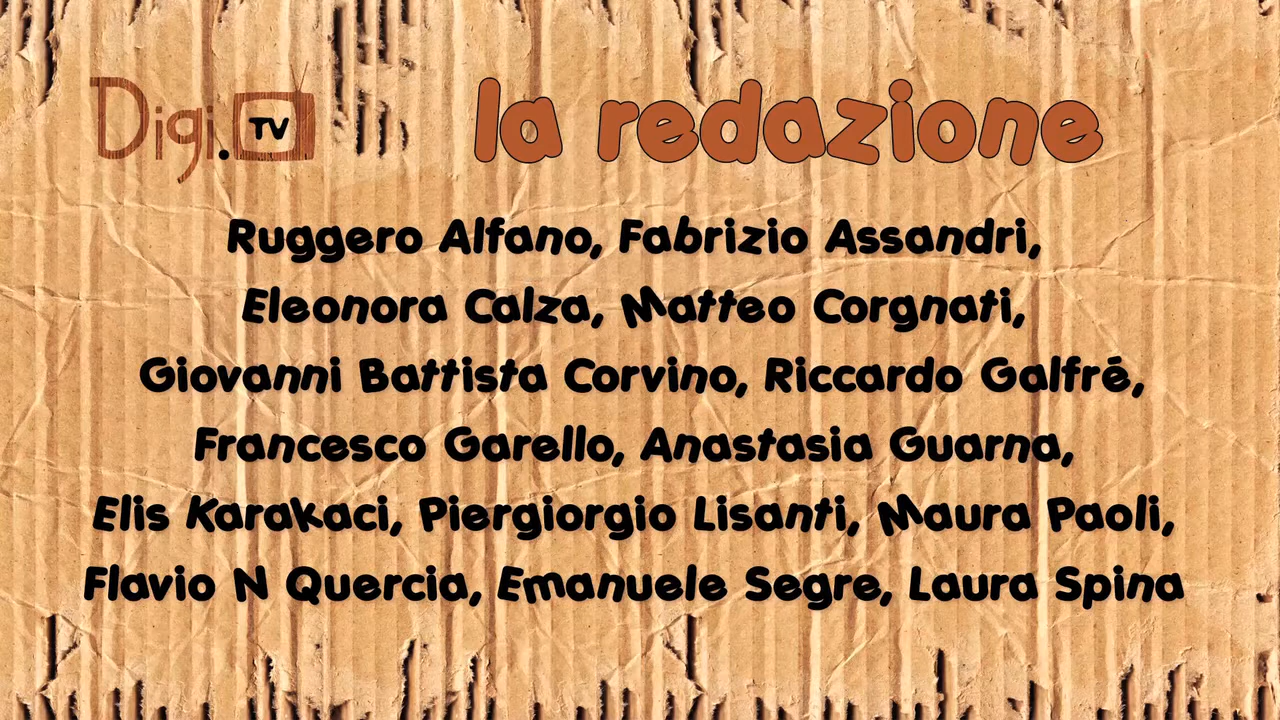 Digi.TV
la redazione
Ruggero Alfano, Fabrizio Assandri,
Eleonora Calza, Matteo Corgnati,
Giovanni Battista Corvino, Riccardo Galfré,
Francesco Garello, Anastasia Guarna,
Elis Karakaci, Piergiorgio Lisanti, Maura Paoli,
Flavio N Quercia, Emanuele Segre, Laura Spina